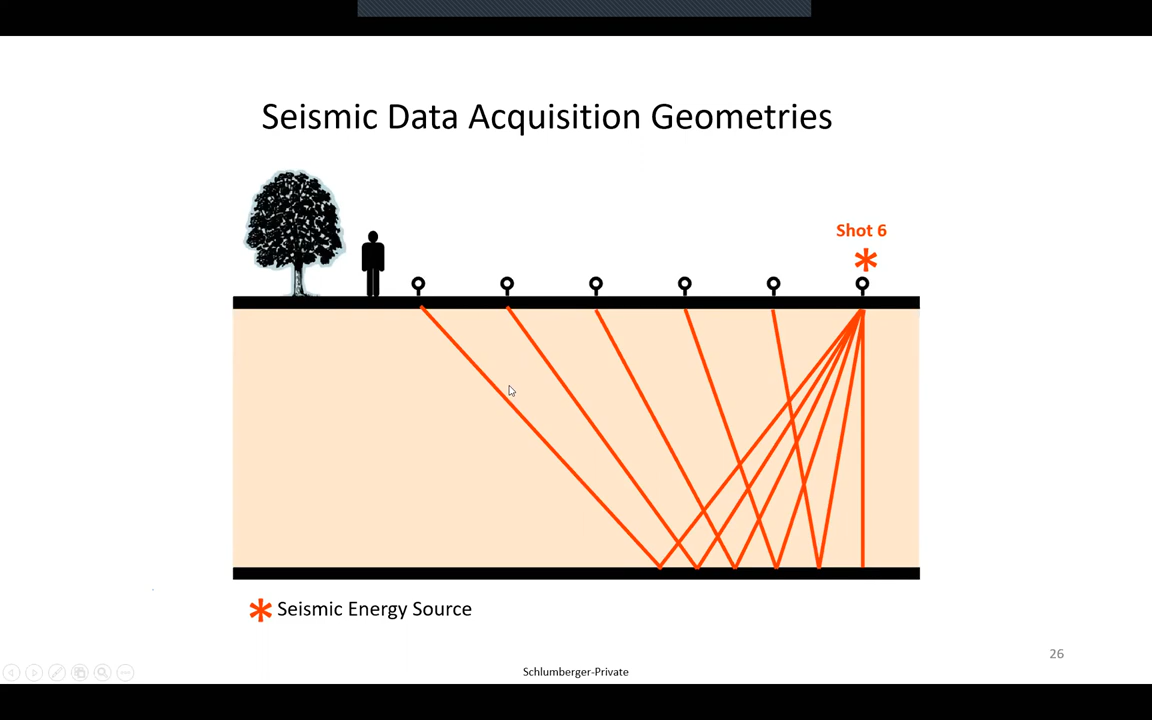 Seismic Data Acquisition Geometries
Shot 6
Seismic Energy Source
26
Schlumberger-Private